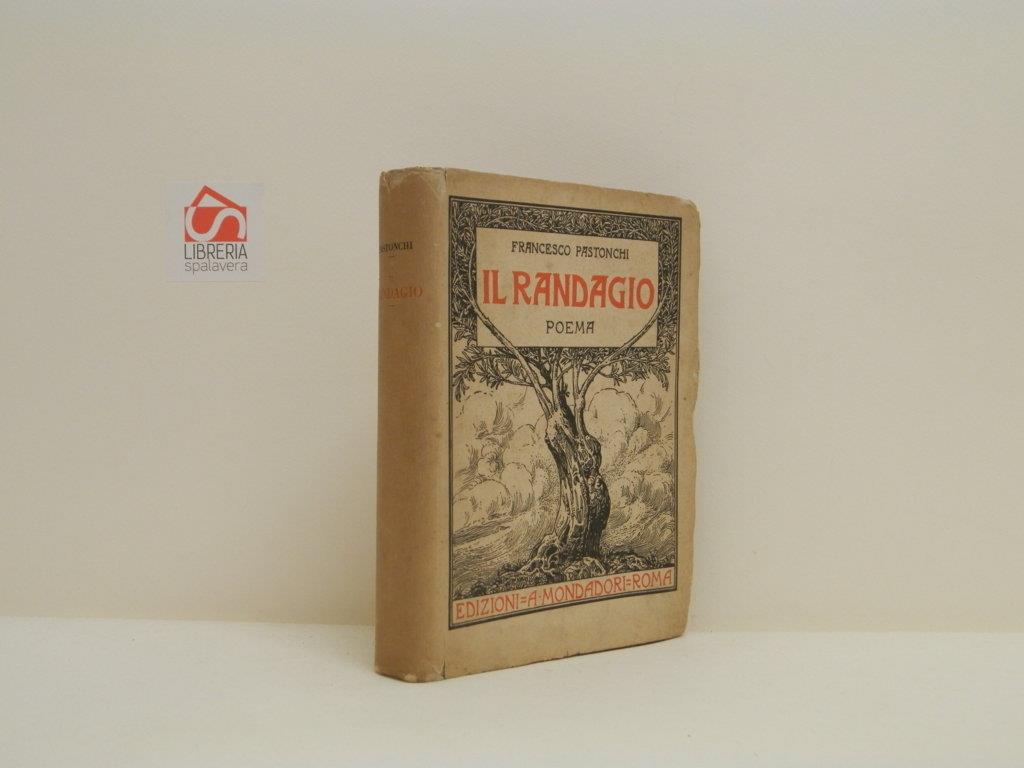 LIBRERIA
spalavera
FRANCESCO PASTONCHI
IL RANDAGIO
POEMA
EDIZIONI=A·MONDADORI=ROMA